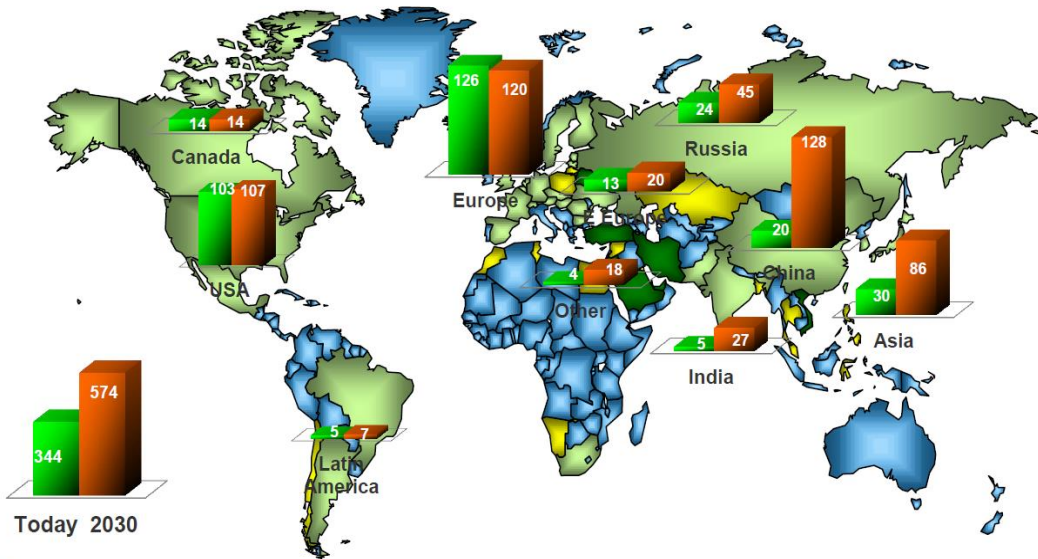 126
120
24
45
14
14
Canada
Russia
128
13
20
103
107
Europe
E Europe
20
USA
4
18
China
Other
30
86
Asia
5
27
India
574
344
5
7
Latin
America
Today 2030